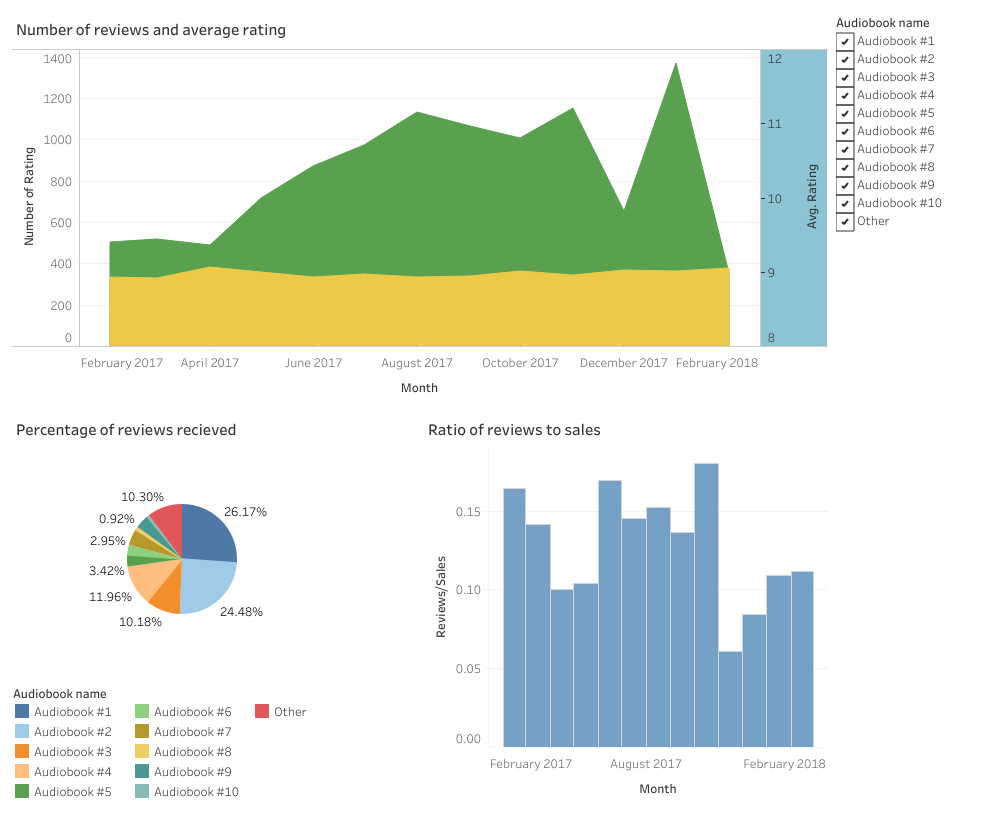 Number of reviews and average rating
Audiobook name
Audiobook #1
Audiobook #2
Audiobook #3
Audiobook #4
Audiobook #5
Audiobook #6
Audiobook #7
Audiobook #8
Audiobook #9
Audiobook #10
Other
Number of Rating
1400
1200
1000
800
600
400
200
0
12
11
10
9
8
Avg. Rating
February 2017 April 2017 June 2017 August 2017 October 2017 December 2017 February 2018
Month
Percentage of reviews recieved
10.30%
0.92%
2.95%
3.42%
11.96%
10.18%
26.17%
24.48%
Audiobook name
Audiobook #1 Audiobook #6 Other
Audiobook #2 Audiobook #7
Audiobook #3 Audiobook #8
Audiobook #4 Audiobook #9
Audiobook #5 Audiobook #10
Ratio of reviews to sales
Reviews/Sales
0.15
0.10
0.05
0.00
February 2017 August 2017 February 2018
Month